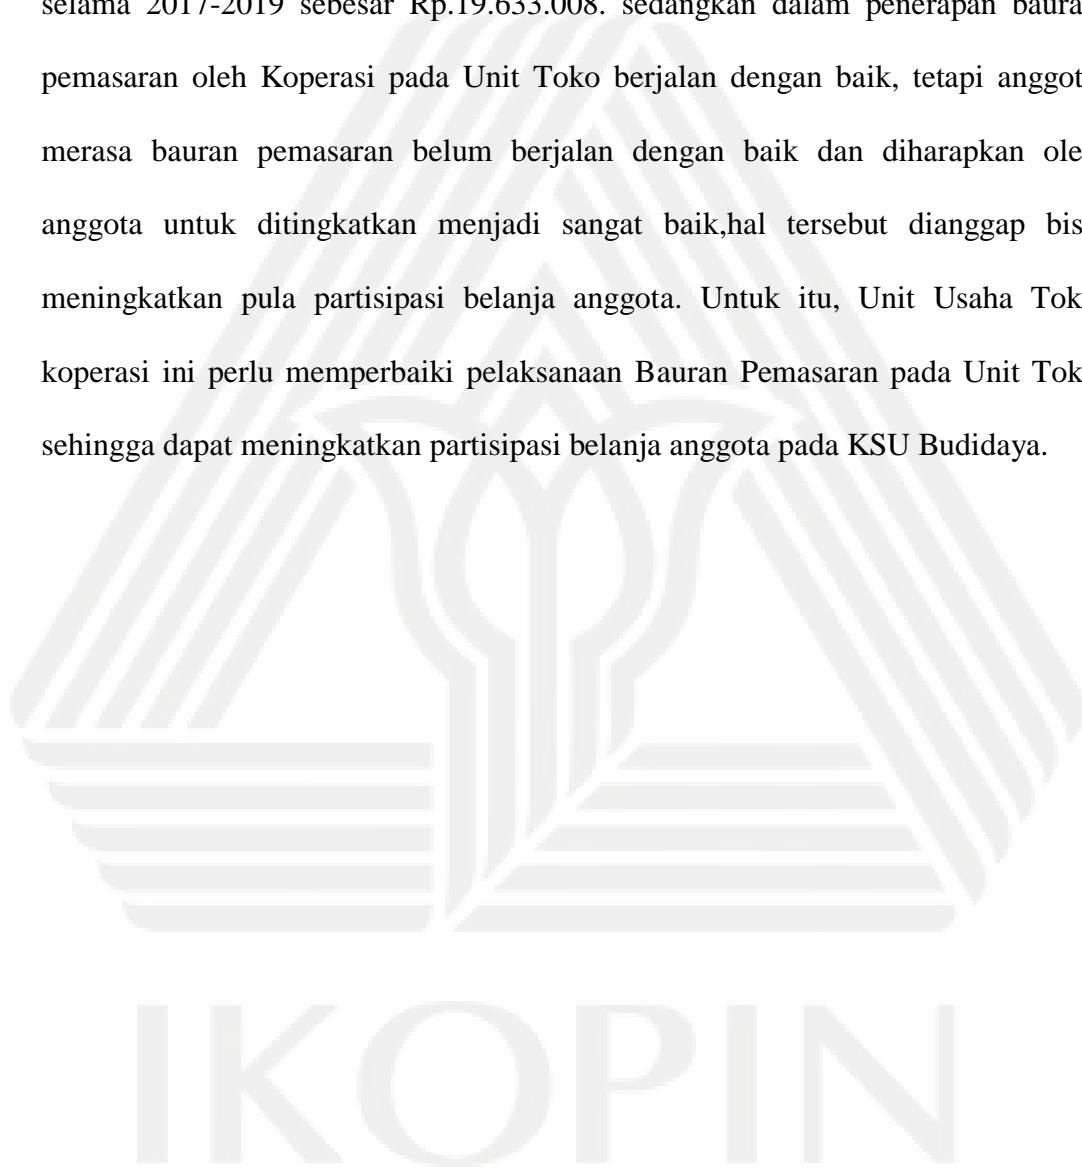 selama 2017-2019 sebesar Rp.19.633.008. sedangkan dalam penerapan baura
pemasaran oleh Koperasi pada Unit Toko berjalan dengan baik, tetapi anggot
merasa bauran pemasaran belum berjalan dengan baik dan diharapkan ole
anggota untuk ditingkatkan menjadi sangat baik,hal tersebut dianggap bis
meningkatkan pula partisipasi belanja anggota. Untuk itu, Unit Usaha Tok
koperasi ini perlu memperbaiki pelaksanaan Bauran Pemasaran pada Unit Tok
sehingga dapat meningkatkan partisipasi belanja anggota pada KSU Budidaya.
IKOPIN